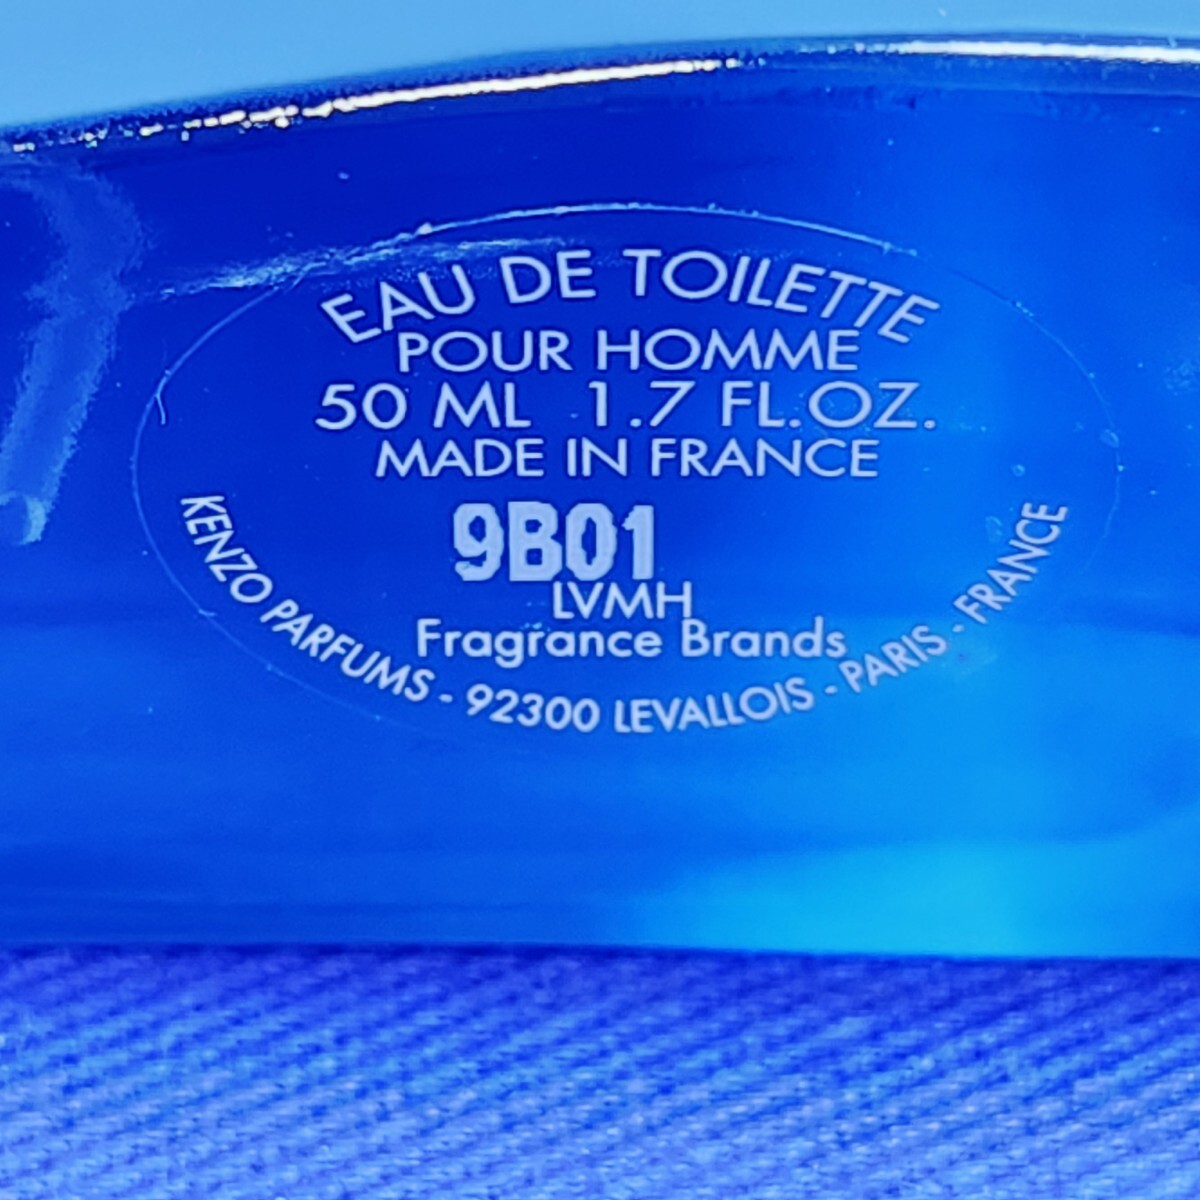 EAU DE TOILETTE
POUR HOMME
50 ML 1.7 FL.OZ.
MADE IN FRANCE
9B01
LVMH
Fragrance Brands
KENZO PARFUMS - 92300 LEVALLOIS - PARIS - FRANCE